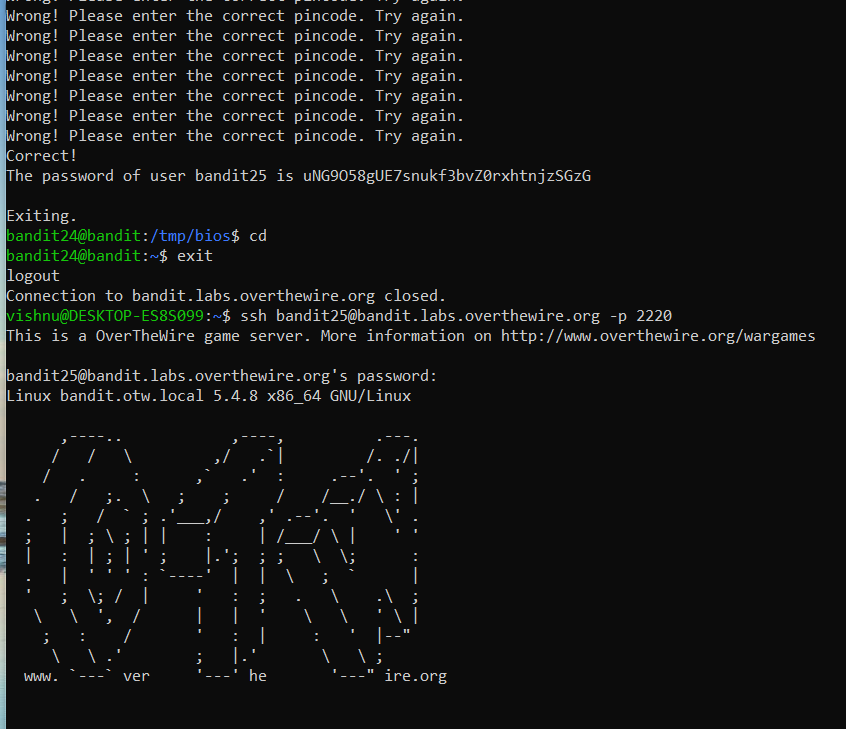 Wrong! Please enter the correct pincode. Try again.
Wrong! Please enter the correct pincode. Try again.
Wrong! Please enter the correct pincode. Try again.
Wrong! Please enter the correct pincode. Try again.
Wrong! Please enter the correct pincode. Try again.
Wrong! Please enter the correct pincode. Try again.
Wrong! Please enter the correct pincode. Try again.
Wrong! Please enter the correct pincode. Try again.
Correct!
The password of user bandit25 is uNG9O58gUE7snukf3bvZ0rxhtnjzSGzG
Exiting.
bandit24@bandit:/tmp/bios$ cd
bandit24@bandit:~$ exit
logout
Connection to bandit.labs.overthewire.org closed.
vishnu@DESKTOP-ES8S099:~$ ssh bandit25@bandit.labs.overthewire.org -p 2220
This is a OverTheWire game server. More information on http://www.overthewire.org/wargames
bandit25@bandit.labs.overthewire.org's password:
Linux bandit.otw.local 5.4.8 x86_64 GNU/Linux
www. `---` ver '---' he '---" ire.org